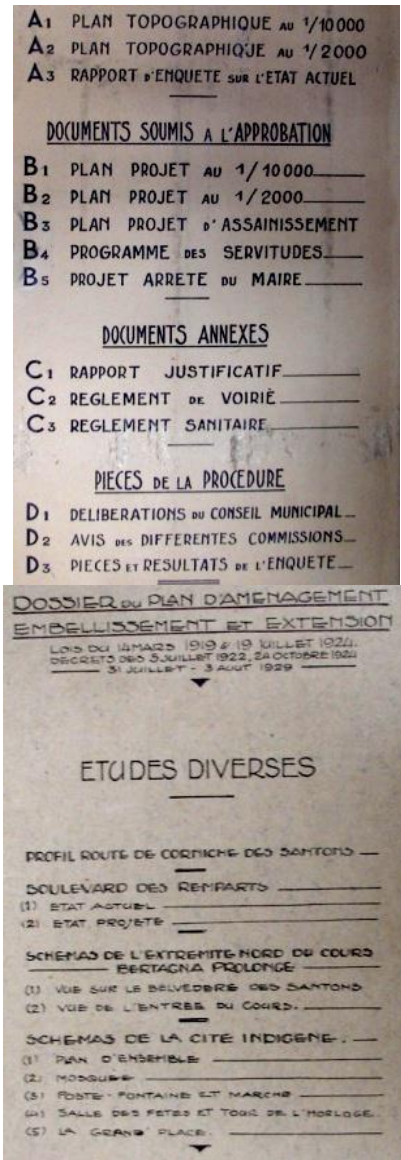 A1 PLAN TOPOGRAPHIQUE AU 1/10000
A2 PLAN TOPOGRAPHIQUE AU 1/2000
A3 RAPPORT D'ENQUETE SUR L'ETAT ACTUEL
DOCUMENTS SOUMIS A L'APPROBATION
B1 PLAN PROJET AU 1/10000
B2 PLAN PROJET AU 1/2000
B3 PLAN PROJET D'ASSAINISSEMENT
B4 PROGRAMME DES SERVITUDES
B5 PROJET ARRETE DU MAIRE
DOCUMENTS ANNEXES
C1 RAPPORT JUSTIFICATIF
C2 REGLEMENT DE VOIRIE
C3 REGLEMENT SANITAIRE
PIECES DE LA PROCEDURE
D1 DELIBERATIONS DU CONSEIL MUNICIPAL
D2 AVIS DES DIFFERENTES COMMISSIONS
D3 PIECES ET RESULTATS DE L'ENQUETE
DOSSIER DU PLAN D'AMENAGEMENT
EMBELLISSEMENT ET EXTENSION
LOIS DU 14 MARS 1919 & 19 JUILLET 1924.
DECRETS DES 5 JUILLET 1922, 24 OCTOBRE 1924
31 JUILLET - 3 AOUT 1929
ETUDES DIVERSES
PROFIL ROUTE DE CORNICHE DES SANTONS
BOULEVARD DES REMPARTS
(1) ETAT ACTUEL
(2) ETAT PROJETE
SCHEMAS DE L'EXTREMITE NORD DU COURS
BERTAGNA PROLONGE
(1) VUE SUR LE BELVEDERE DES SANTONS
(2) VUE DE L'ENTREE DU COURS.
SCHEMAS DE LA CITE INDIGENE.
(1) PLAN D'ENSEMBLE
(2) MOSQUEE
(3) POSTE - FONTAINE ET MARCHE
(4) SALLE DES FETES ET TOUR DE L'HORLOGE.
(5) LA GRAND' PLACE.